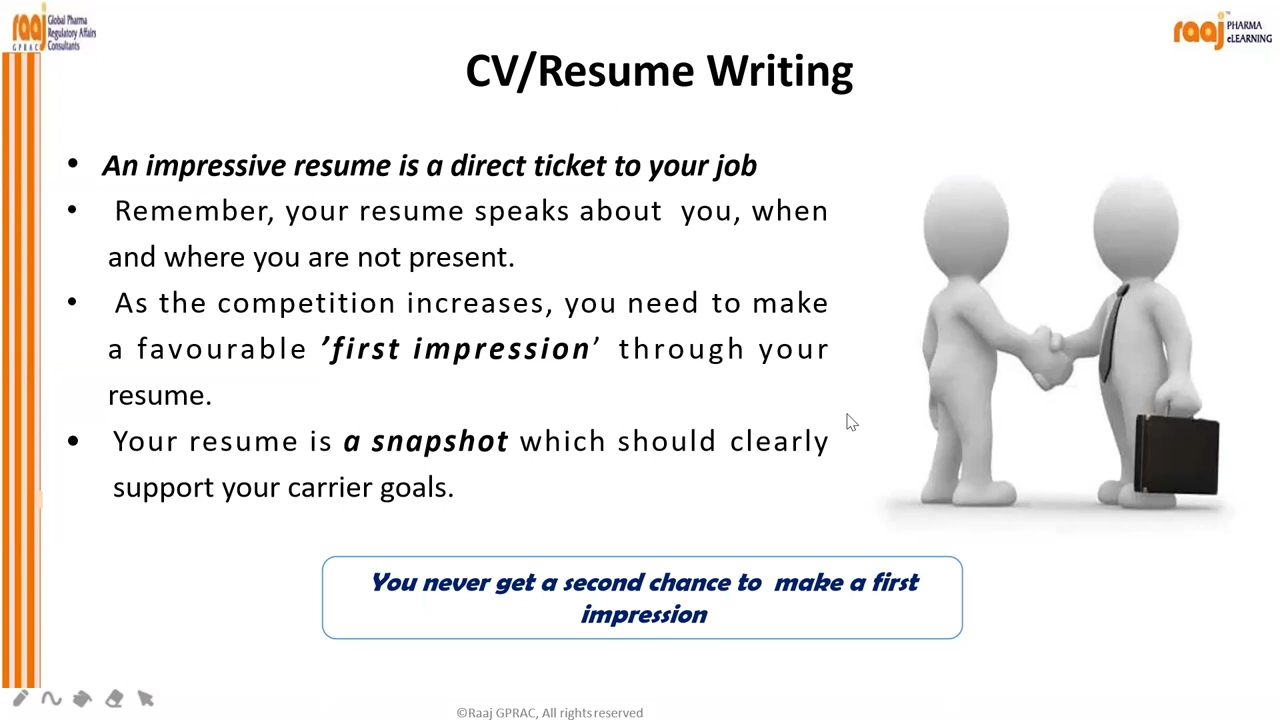 raaj Global Pharma
Regulatory Affairs
GPRAC Consultants
raaj™ PHARMA
eLEARNING
CV/Resume Writing
• An impressive resume is a direct ticket to your job
• Remember, your resume speaks about you, when
and where you are not present.
• As the competition increases, you need to make
a favourable ’first impression’ through your
resume.
• Your resume is a snapshot which should clearly
support your carrier goals.
You never get a second chance to make a first
impression
©Raaj GPRAC, All rights reserved